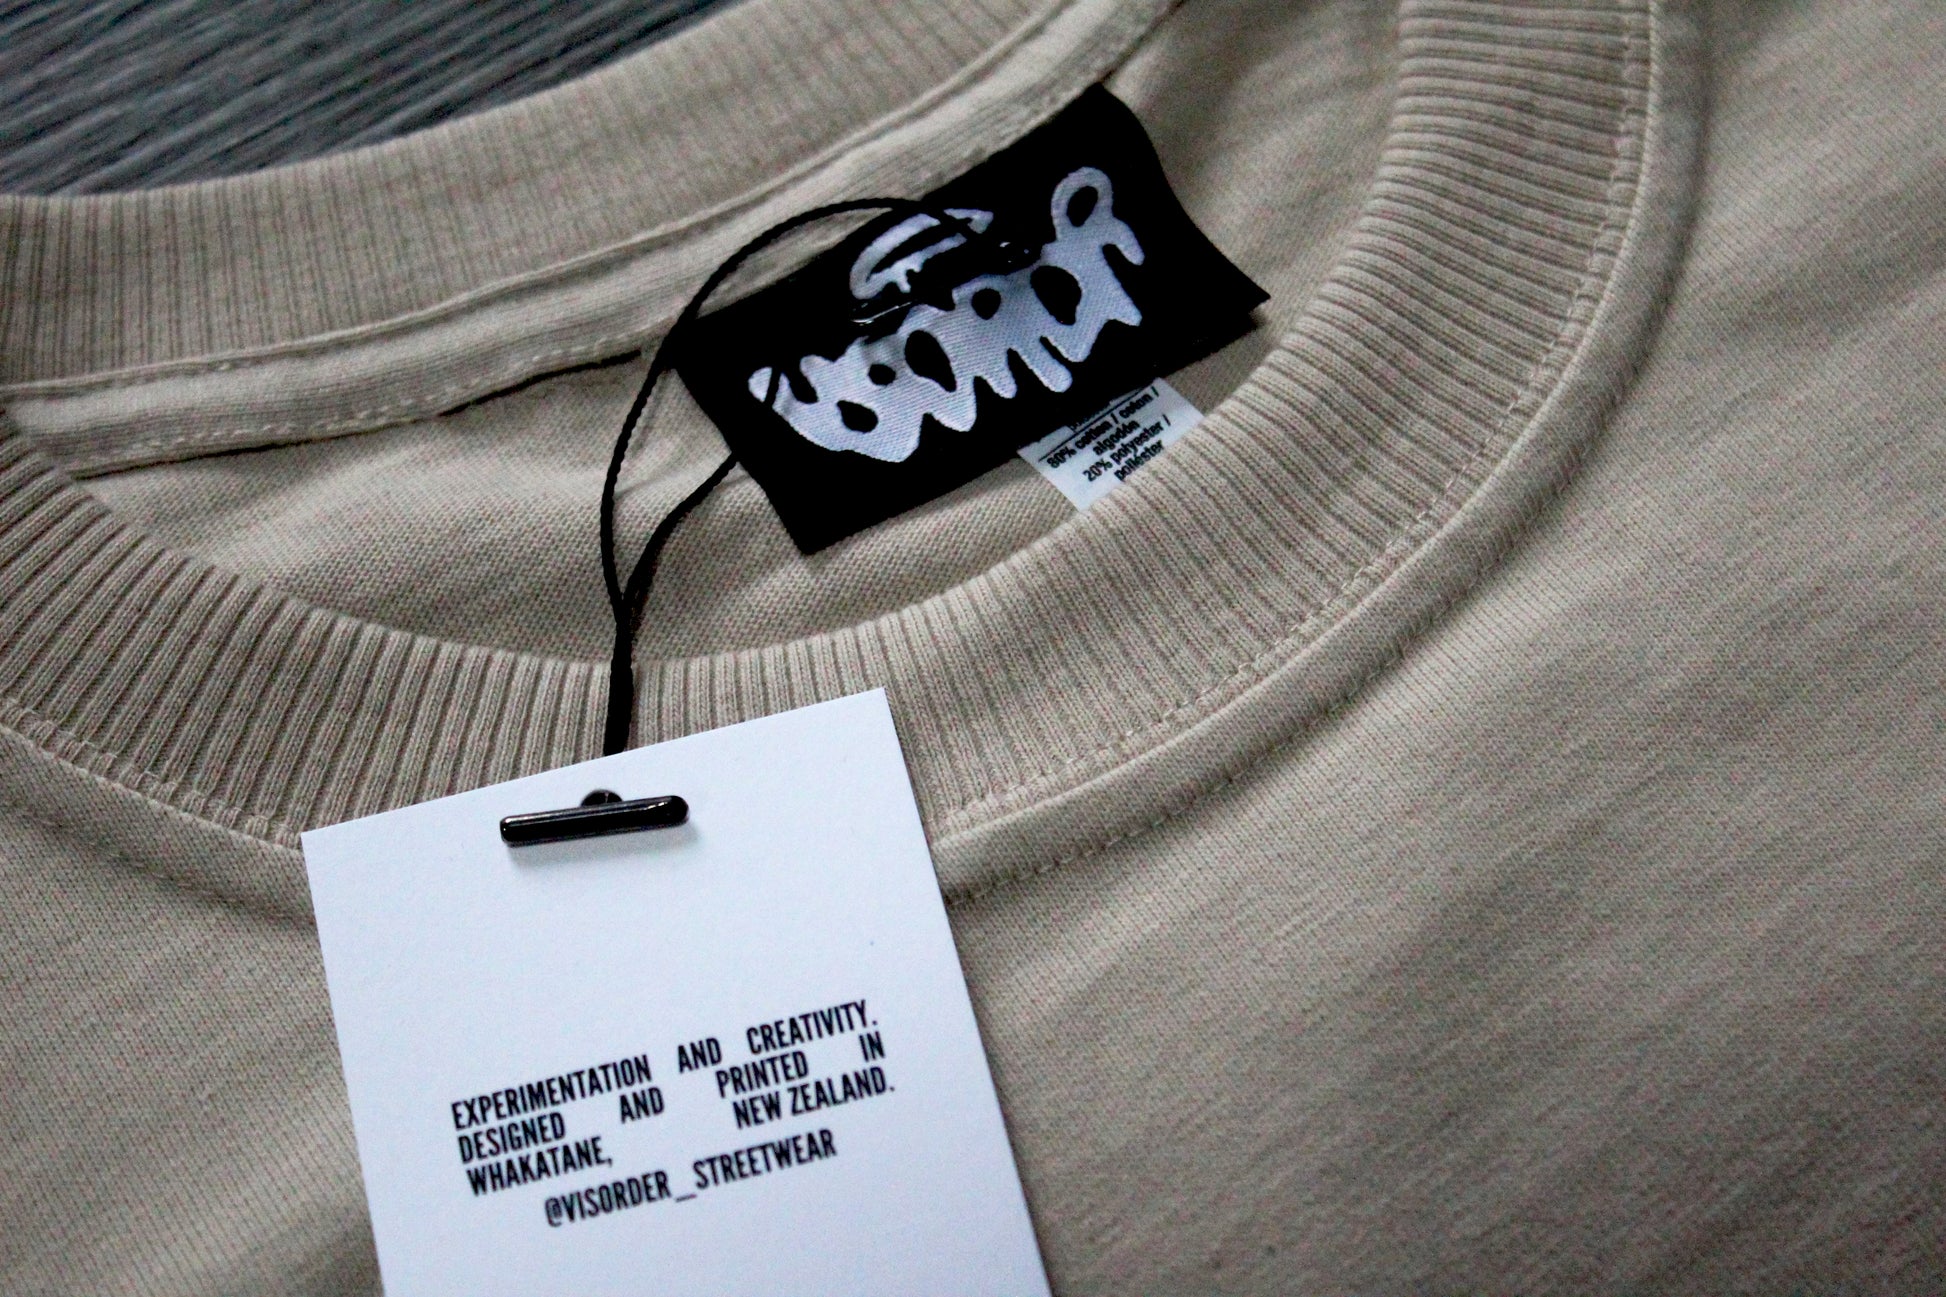 80% cotton / coton /
algodón
20% polyester /
poliéster
EXPERIMENTATION AND CREATIVITY.
DESIGNED AND PRINTED IN
WHAKATANE, NEW ZEALAND.
@VISORDER_STREETWEAR